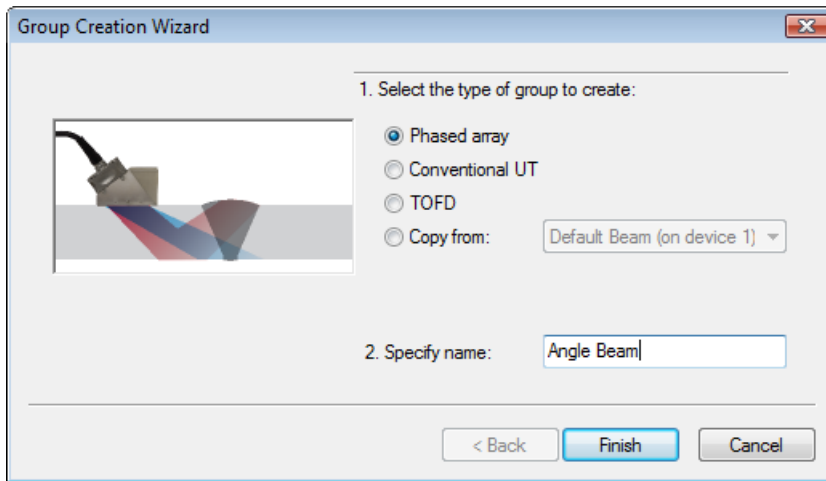 Group Creation Wizard
1. Select the type of group to create:
Phased array
Conventional UT
TOFD
Copy from: Default Beam (on device 1)
2. Specify name: Angle Beam
< Back Finish Cancel